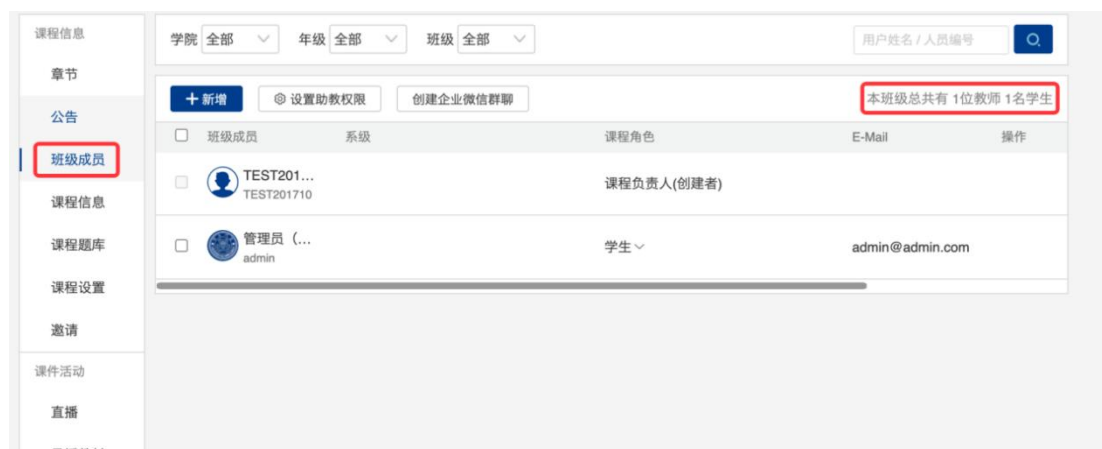 课程信息
章节
公告
班级成员
课程信息
课程题库
课程设置
邀请
课件活动
直播
学院 全部 年级 全部 班级 全部 用户姓名 / 人员编号
+新增 设置助教权限 创建企业微信群聊 本班级总共有 1位教师 1名学生
班级成员 系级 课程角色 E-Mail 操作
TEST201... 课程负责人(创建者)
TEST201710
管理员（... 学生 admin@admin.com
admin